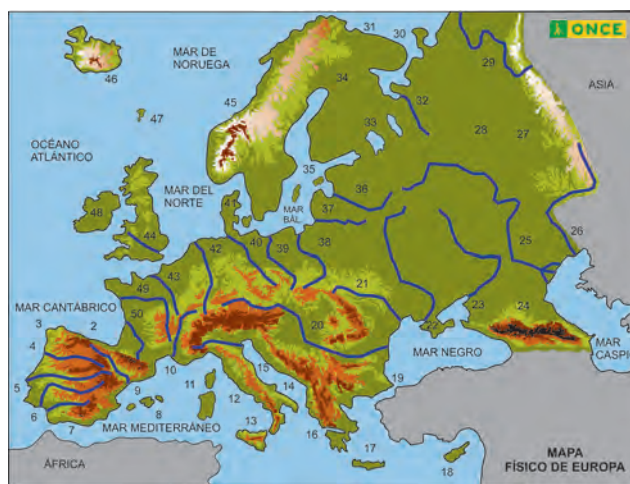 ONCE
31
30
MAR DE
NORUEGA
29
ASIA
46
34
45
32
47
33
28
27
OCÉANO
ATLÁNTICO
35
MAR DEL
NORTE
36
48
41
MAR
BÁL.
37
44
42
40
39
38
25
26
43
49
21
MAR CANTÁBRICO
50
23
24
3
2
20
22
4
MAR
CASPI
MAR NEGRO
10
15
5
9
11
19
14
8
12
6
7
MAR MEDITERRÁNEO
13
16
17
ÁFRICA
18
MAPA
FÍSICO DE EUROPA